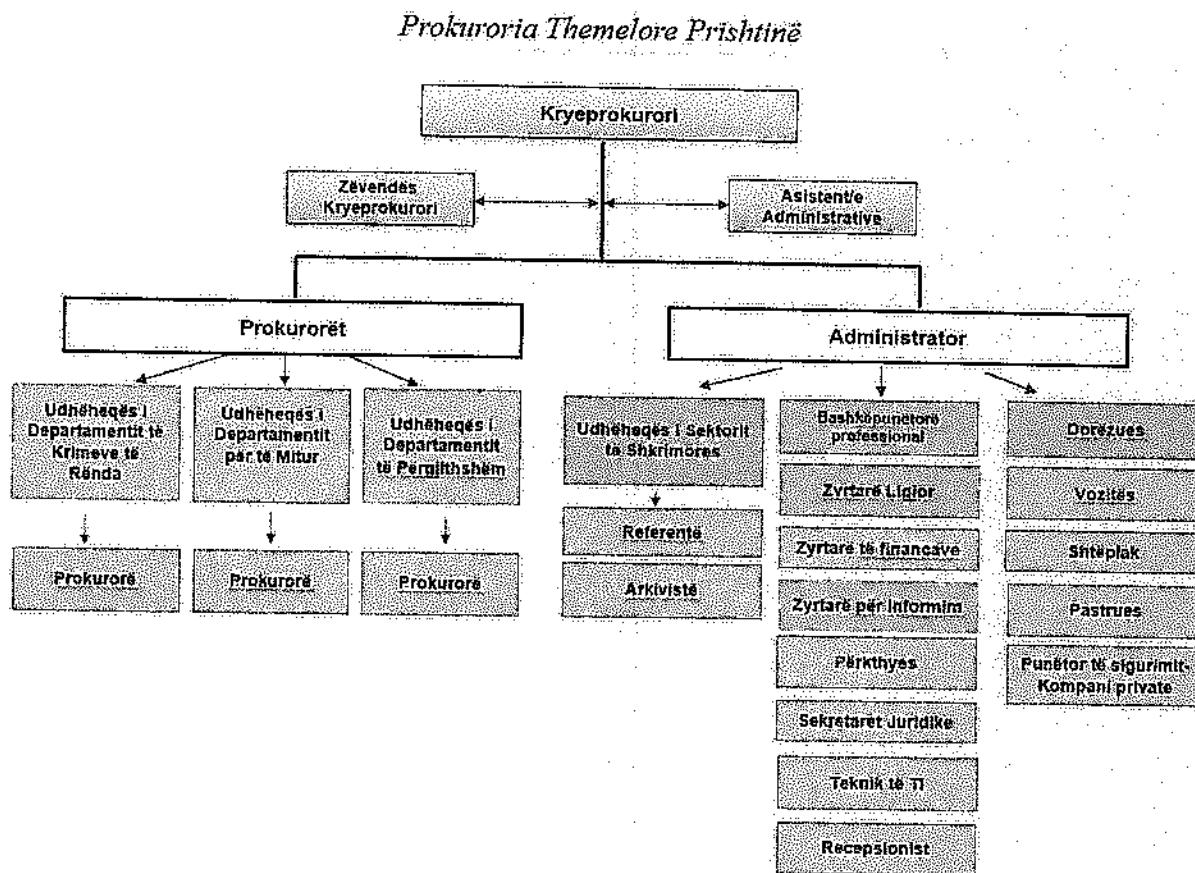 Prokuroria Themelore Prishtinë
Kryeprokurori
Zëvendës
Kryeprokurori
Asistent/e
Administrative
Prokurorët
Administrator
Udhëheqës i
Departamentit të
Krimeve të
Rënda
Udhëheqës i
Departamentit
për të Mitur
Udhëheqës i
Departamentit
të Përgjithshëm
Prokurorë
Prokurorë
Prokurorë
Udhëheqës i Sektorit
të Shkrimores
Referentë
Arkivistë
Bashkëpunëtorë
professional
Zyrtarë Ligjor
Zyrtarë të financave
Zyrtarë për Informim
Përkthyes
Sekretarët Juridike
Teknik të TI
Recepsionist
Dorëzues
Vozitës
Shtëpiak
Pastrues
Punëtor të sigurimit-
Kompani private